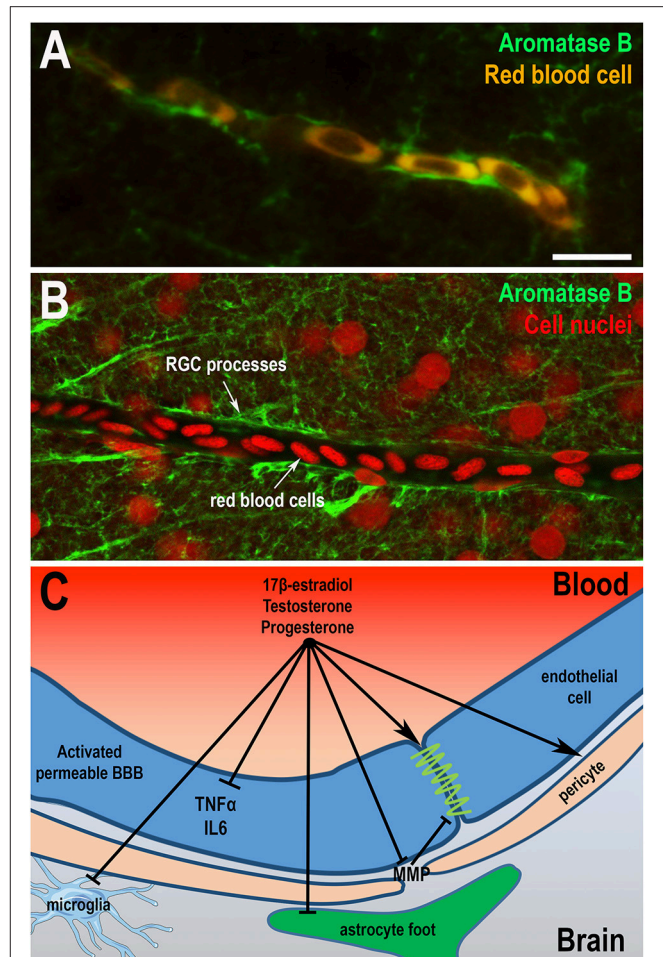 A
Aromatase B
Red blood cell
B
Aromatase B
Cell nuclei
RGC processes
red blood cells
C
17β-estradiol
Testosterone
Progesterone
Blood
endothelial
cell
Activated
permeable BBB
TNFα
IL6
pericyte
MMP
microglia
astrocyte foot
Brain